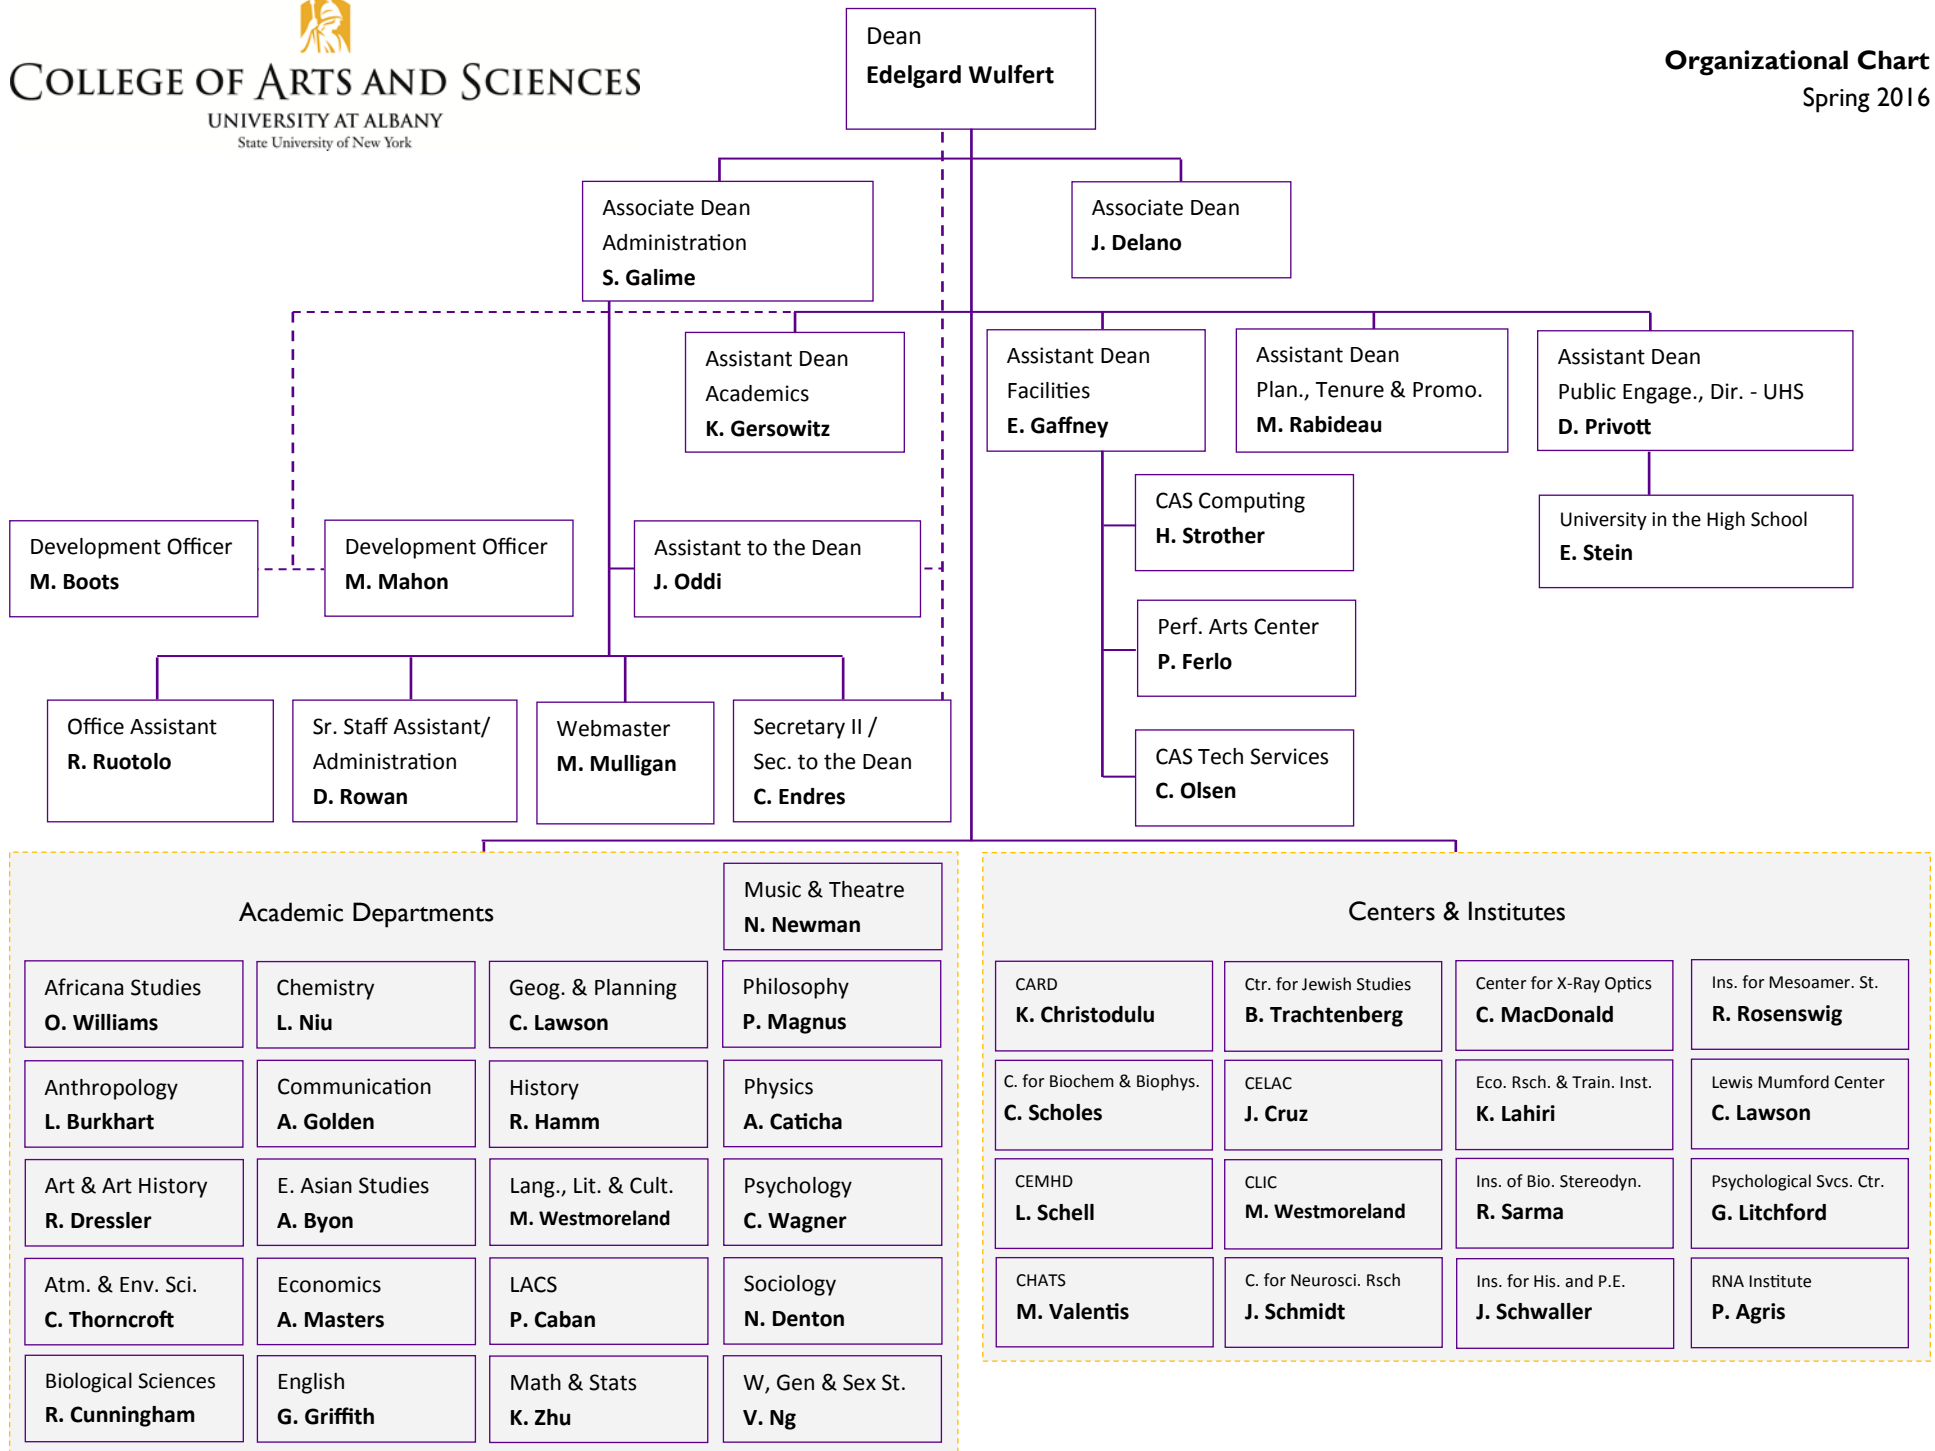 COLLEGE OF ARTS AND SCIENCES
UNIVERSITY AT ALBANY
State University of New York
Organizational Chart
Spring 2016
Dean
Edelgard Wulfert
Associate Dean
Administration
S. Galime
Associate Dean
J. Delano
Assistant Dean
Academics
K. Gersowitz
Assistant Dean
Facilities
E. Gaffney
Assistant Dean
Plan., Tenure & Promo.
M. Rabideau
Assistant Dean
Public Engage., Dir. - UHS
D. Privott
CAS Computing
H. Strother
University in the High School
E. Stein
Development Officer
M. Boots
Development Officer
M. Mahon
Assistant to the Dean
J. Oddi
Perf. Arts Center
P. Ferlo
Office Assistant
R. Ruotolo
Sr. Staff Assistant/
Administration
D. Rowan
Webmaster
M. Mulligan
Secretary II /
Sec. to the Dean
C. Endres
CAS Tech Services
C. Olsen
Academic Departments
Music & Theatre
N. Newman
Africana Studies
O. Williams
Chemistry
L. Niu
Geog. & Planning
C. Lawson
Philosophy
P. Magnus
Anthropology
L. Burkhart
Communication
A. Golden
History
R. Hamm
Physics
A. Caticha
Art & Art History
R. Dressler
E. Asian Studies
A. Byon
Lang., Lit. & Cult.
M. Westmoreland
Psychology
C. Wagner
Atm. & Env. Sci.
C. Thorncroft
Economics
A. Masters
LACS
P. Caban
Sociology
N. Denton
Biological Sciences
R. Cunningham
English
G. Griffith
Math & Stats
K. Zhu
W, Gen & Sex St.
V. Ng
Centers & Institutes
CARD
K. Christodulu
Ctr. for Jewish Studies
B. Trachtenberg
Center for X-Ray Optics
C. MacDonald
Ins. for Mesoamer. St.
R. Rosenswig
C. for Biochem & Biophys.
C. Scholes
CELAC
J. Cruz
Eco. Rsch. & Train. Inst.
K. Lahiri
Lewis Mumford Center
C. Lawson
CEMHD
L. Schell
CLIC
M. Westmoreland
Ins. of Bio. Stereodyn.
R. Sarma
Psychological Svcs. Ctr.
G. Litchford
CHATS
M. Valentis
C. for Neurosci. Rsch
J. Schmidt
Ins. for His. and P.E.
J. Schwaller
RNA Institute
P. Agris